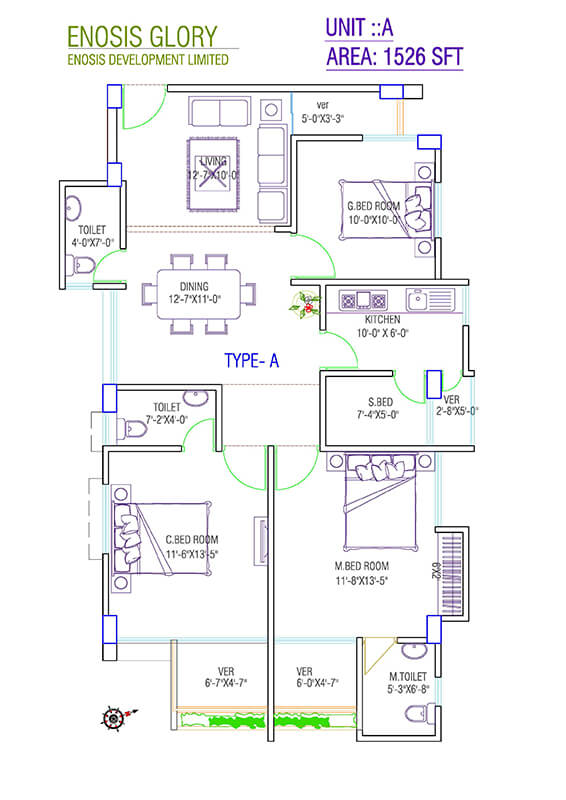 ENOSIS GLORY
ENOSIS DEVELOPMENT LIMITED
UNIT ::A
AREA: 1526 SFT
ver
5'-0"X3'-3"
LIVING
12'-7"X10'-0"
G.BED ROOM
10'-0"X10'-0"
TOILET
4'-0"X7'-0"
DINING
12'-7"X11'-0"
KITCHEN
10'-0" X 6'-0"
TYPE- A
S.BED
7'-4"X5'-0"
VER
2'-8"X5'-0"
TOILET
7'-2"X4'-0"
C.BED ROOM
11'-6"X13'-5"
M.BED ROOM
11'-8"X13'-5"
6'X2'
VER
6'-7"X4'-7"
VER
6'-0"X4'-7"
M.TOILET
5'-3"X6'-8"